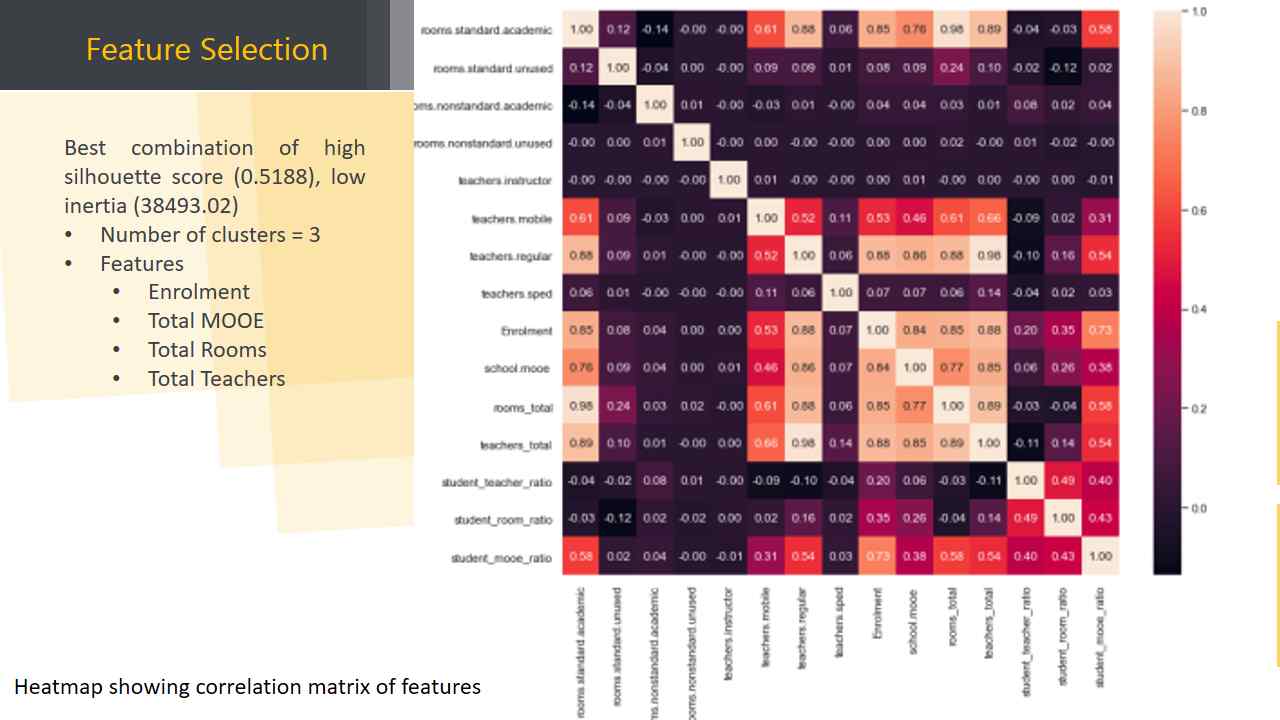 Feature Selection
Best combination of high
silhouette score (0.5188), low
inertia (38493.02)
• Number of clusters = 3
• Features
• Enrolment
• Total MOOE
• Total Rooms
• Total Teachers
rooms.standard.academic 1.00 0.12 -0.14 -0.00 -0.00 0.61 0.88 0.06 0.85 0.76 0.98 0.89 -0.04 -0.03 0.58
rooms.standard.unused 0.12 1.00 -0.04 0.00 -0.00 0.09 0.09 0.01 0.08 0.09 0.24 0.10 -0.02 -0.12 0.02
oms.nonstandard.academic -0.14 -0.04 1.00 0.01 -0.00 -0.03 0.01 -0.00 0.04 0.04 0.03 0.01 0.08 0.02 0.04
rooms.nonstandard.unused -0.00 0.00 0.01 1.00 -0.00 0.00 -0.00 -0.00 0.00 0.00 0.02 -0.00 0.01 -0.02 -0.00
teachers.instructor -0.00 -0.00 -0.00 -0.00 1.00 0.01 -0.00 -0.00 0.00 0.01 -0.00 0.00 -0.00 0.00 -0.01
teachers.mobile 0.61 0.09 -0.03 0.00 0.01 1.00 0.52 0.11 0.53 0.46 0.61 0.66 -0.09 0.02 0.31
teachers.regular 0.88 0.09 0.01 -0.00 -0.00 0.52 1.00 0.06 0.88 0.86 0.88 0.98 -0.10 0.16 0.54
teachers.sped 0.06 0.01 -0.00 -0.00 -0.00 0.11 0.06 1.00 0.07 0.07 0.06 0.14 -0.04 0.02 0.03
Enrolment 0.85 0.08 0.04 0.00 0.00 0.53 0.88 0.07 1.00 0.84 0.85 0.88 0.20 0.35 0.73
school.mooe 0.76 0.09 0.04 0.00 0.01 0.46 0.86 0.07 0.84 1.00 0.77 0.85 0.06 0.26 0.38
rooms_total 0.98 0.24 0.03 0.02 -0.00 0.61 0.88 0.06 0.85 0.77 1.00 0.89 -0.03 -0.04 0.58
teachers_total 0.89 0.10 0.01 -0.00 0.00 0.66 0.98 0.14 0.88 0.85 0.89 1.00 -0.11 0.14 0.54
student_teacher_ratio -0.04 -0.02 0.08 0.01 -0.00 -0.09 -0.10 -0.04 0.20 0.06 -0.03 -0.11 1.00 0.49 0.40
student_room_ratio -0.03 -0.12 0.02 -0.02 0.00 0.02 0.16 0.02 0.35 0.26 -0.04 0.14 0.49 1.00 0.43
student_mooe_ratio 0.58 0.02 0.04 -0.00 -0.01 0.31 0.54 0.03 0.73 0.38 0.58 0.54 0.40 0.43 1.00
rooms.standard.academic
rooms.standard.unused
ms.nonstandard.academic
ooms.nonstandard.unused
teachers.instructor
teachers.mobile
teachers.regular
teachers.sped
Enrolment
school.mooe
rooms_total
teachers_total
student_teacher_ratio
student_room_ratio
student_mooe_ratio
1.0
0.8
0.6
0.4
0.2
0.0
Heatmap showing correlation matrix of features